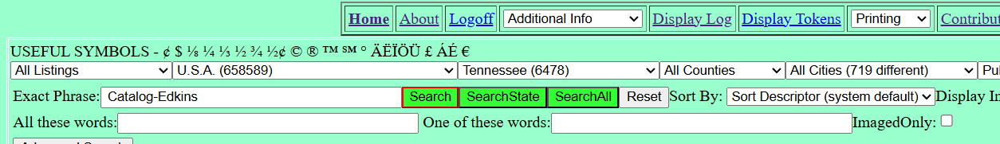 Home About Logoff Additional Info Display Log Display Tokens Printing Contribut
USEFUL SYMBOLS - ¢ $ ⅛ ¼ ⅓ ½ ¾ ½¢ © ® ™ ℠ ° ÄËÏÖÜ £ ÁÉ €
All Listings U.S.A. (658589) Tennessee (6478) All Counties All Cities (719 different) Pu
Exact Phrase: Catalog-Edkins Search SearchState SearchAll Reset Sort By: Sort Descriptor (system default) Display In
All these words: One of these words: ImagedOnly: